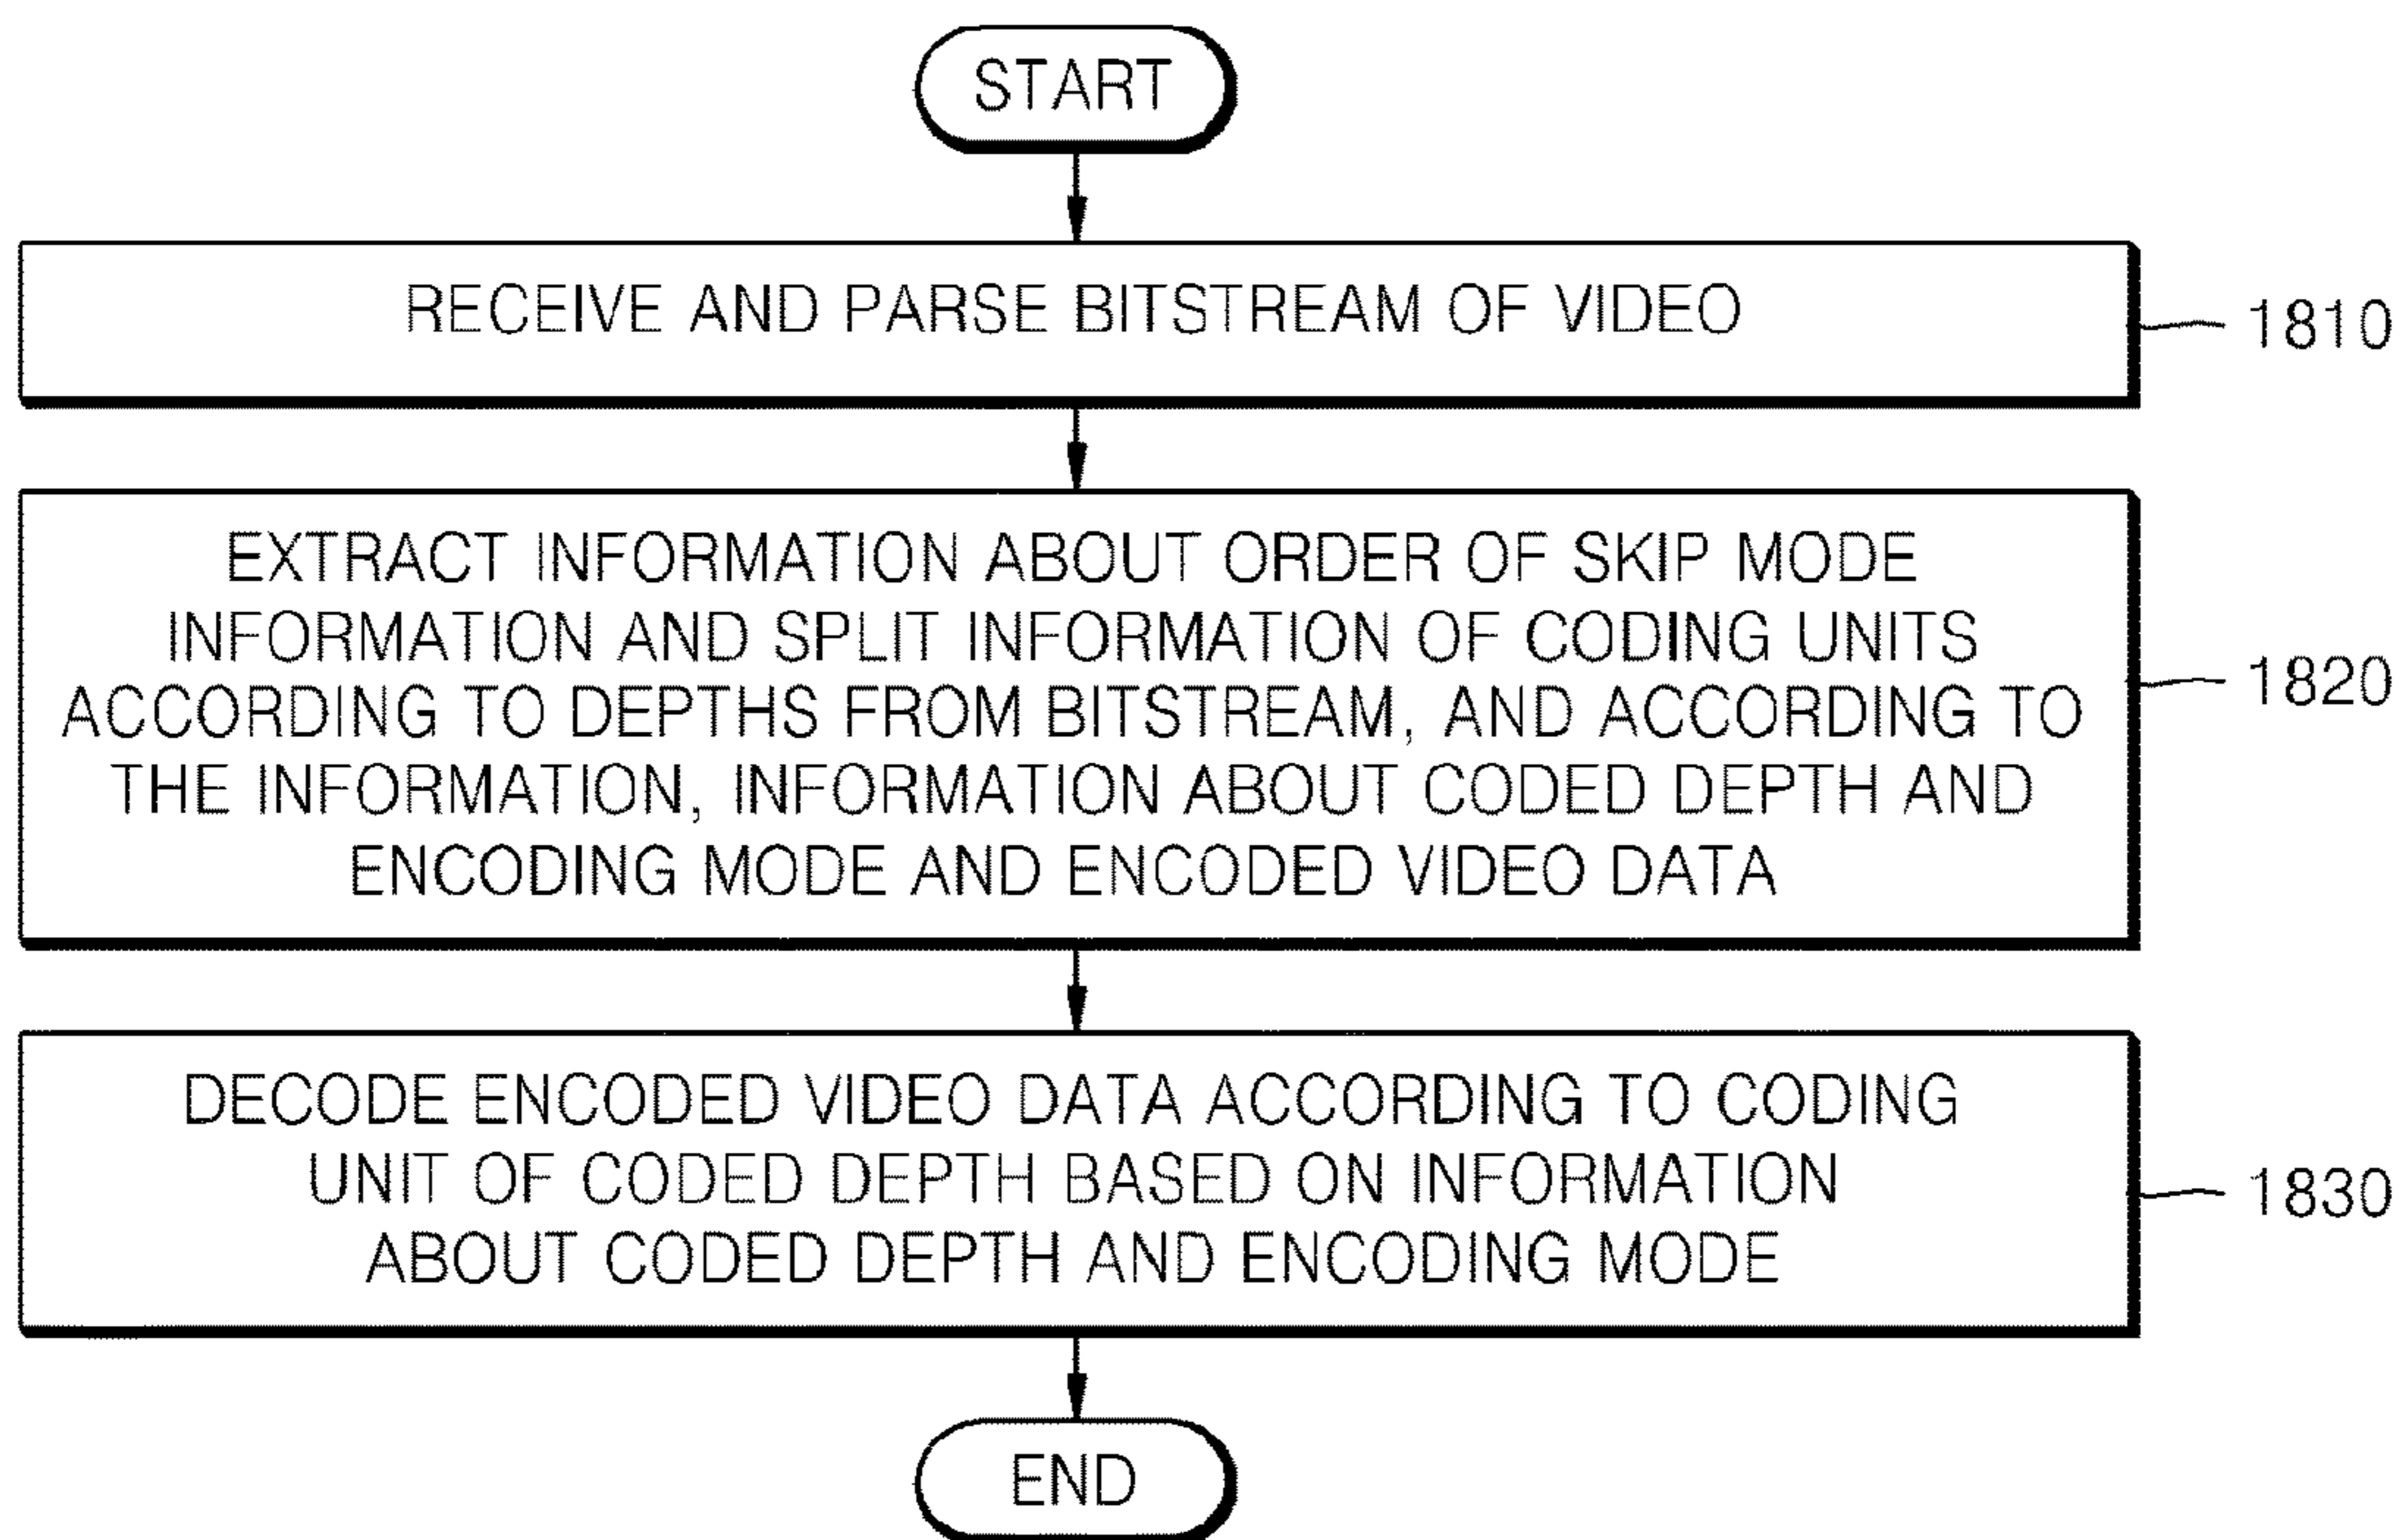 START
RECEIVE AND PARSE BITSTREAM OF VIDEO
1810
EXTRACT INFORMATION ABOUT ORDER OF SKIP MODE
INFORMATION AND SPLIT INFORMATION OF CODING UNITS
ACCORDING TO DEPTHS FROM BITSTREAM, AND ACCORDING TO
THE INFORMATION, INFORMATION ABOUT CODED DEPTH AND
ENCODING MODE AND ENCODED VIDEO DATA
1820
DECODE ENCODED VIDEO DATA ACCORDING TO CODING
UNIT OF CODED DEPTH BASED ON INFORMATION
ABOUT CODED DEPTH AND ENCODING MODE
1830
END